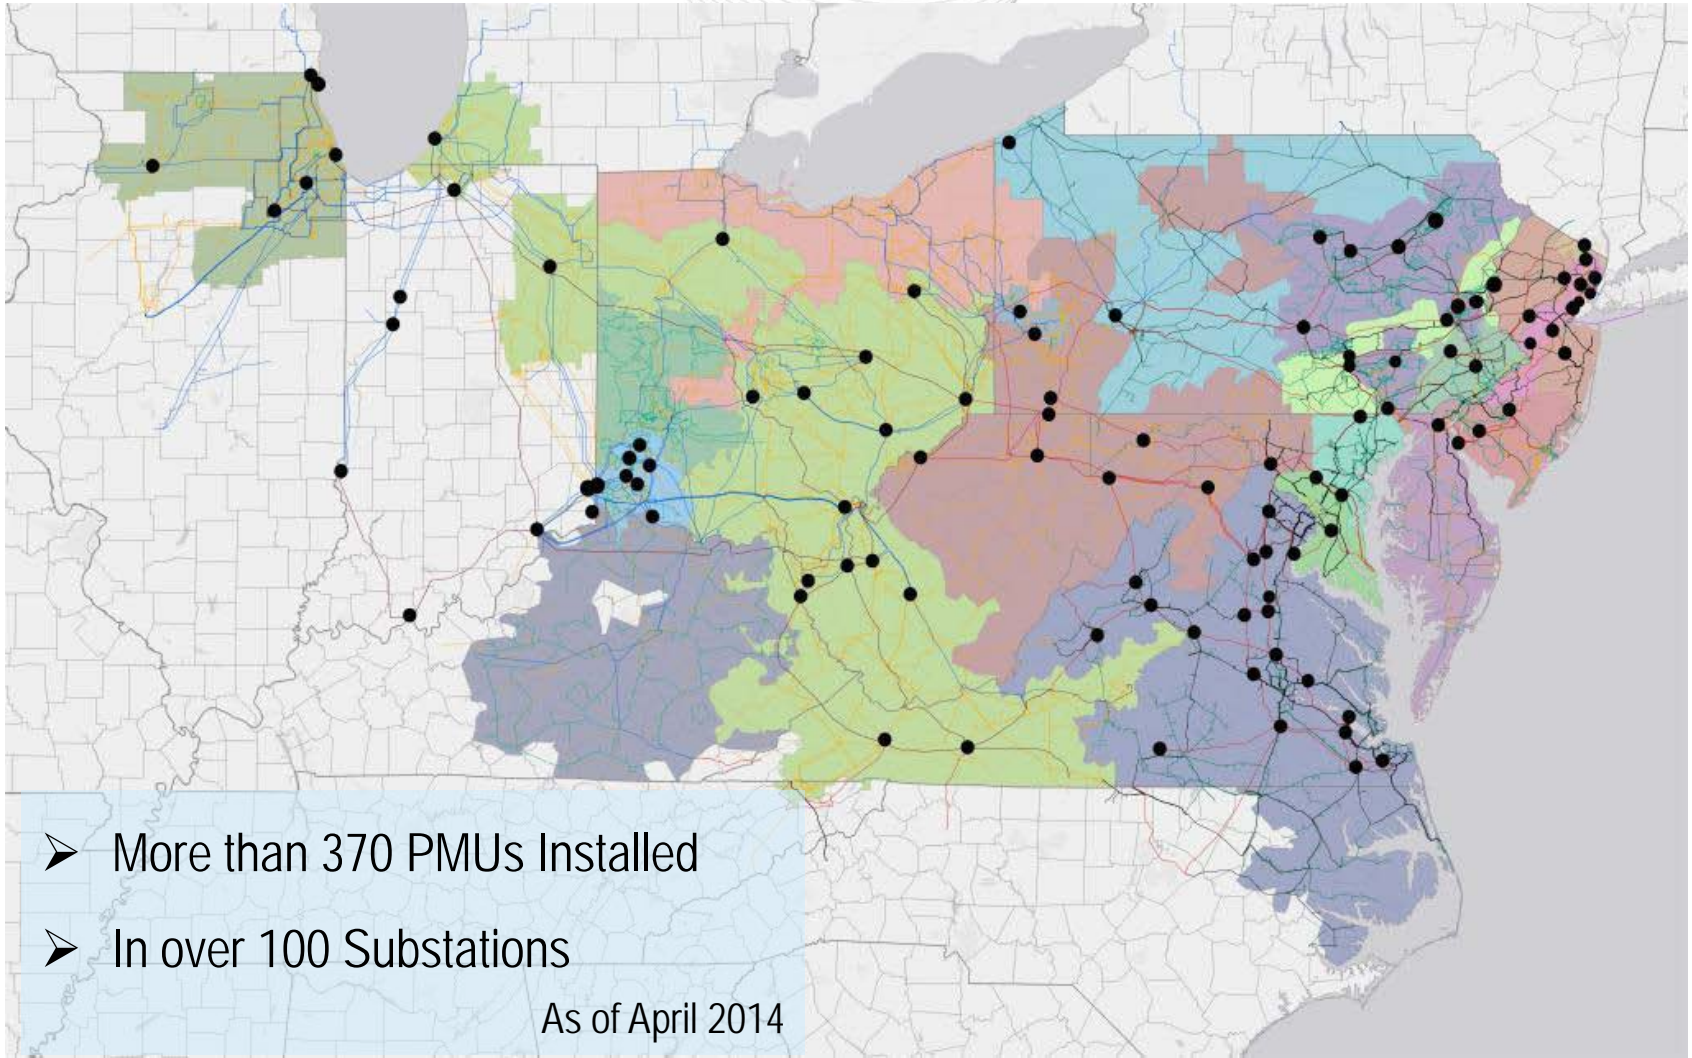 ➢ More than 370 PMUs Installed
➢ In over 100 Substations
As of April 2014